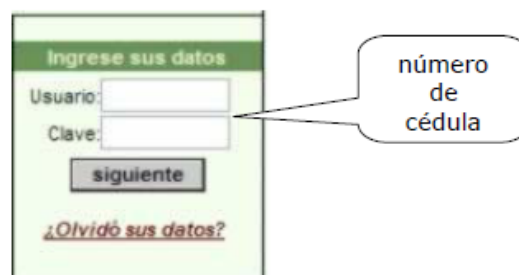 Ingrese sus datos
Usuario:
Clave:
siguiente
¿Olvidó sus datos?
número
de
cédula